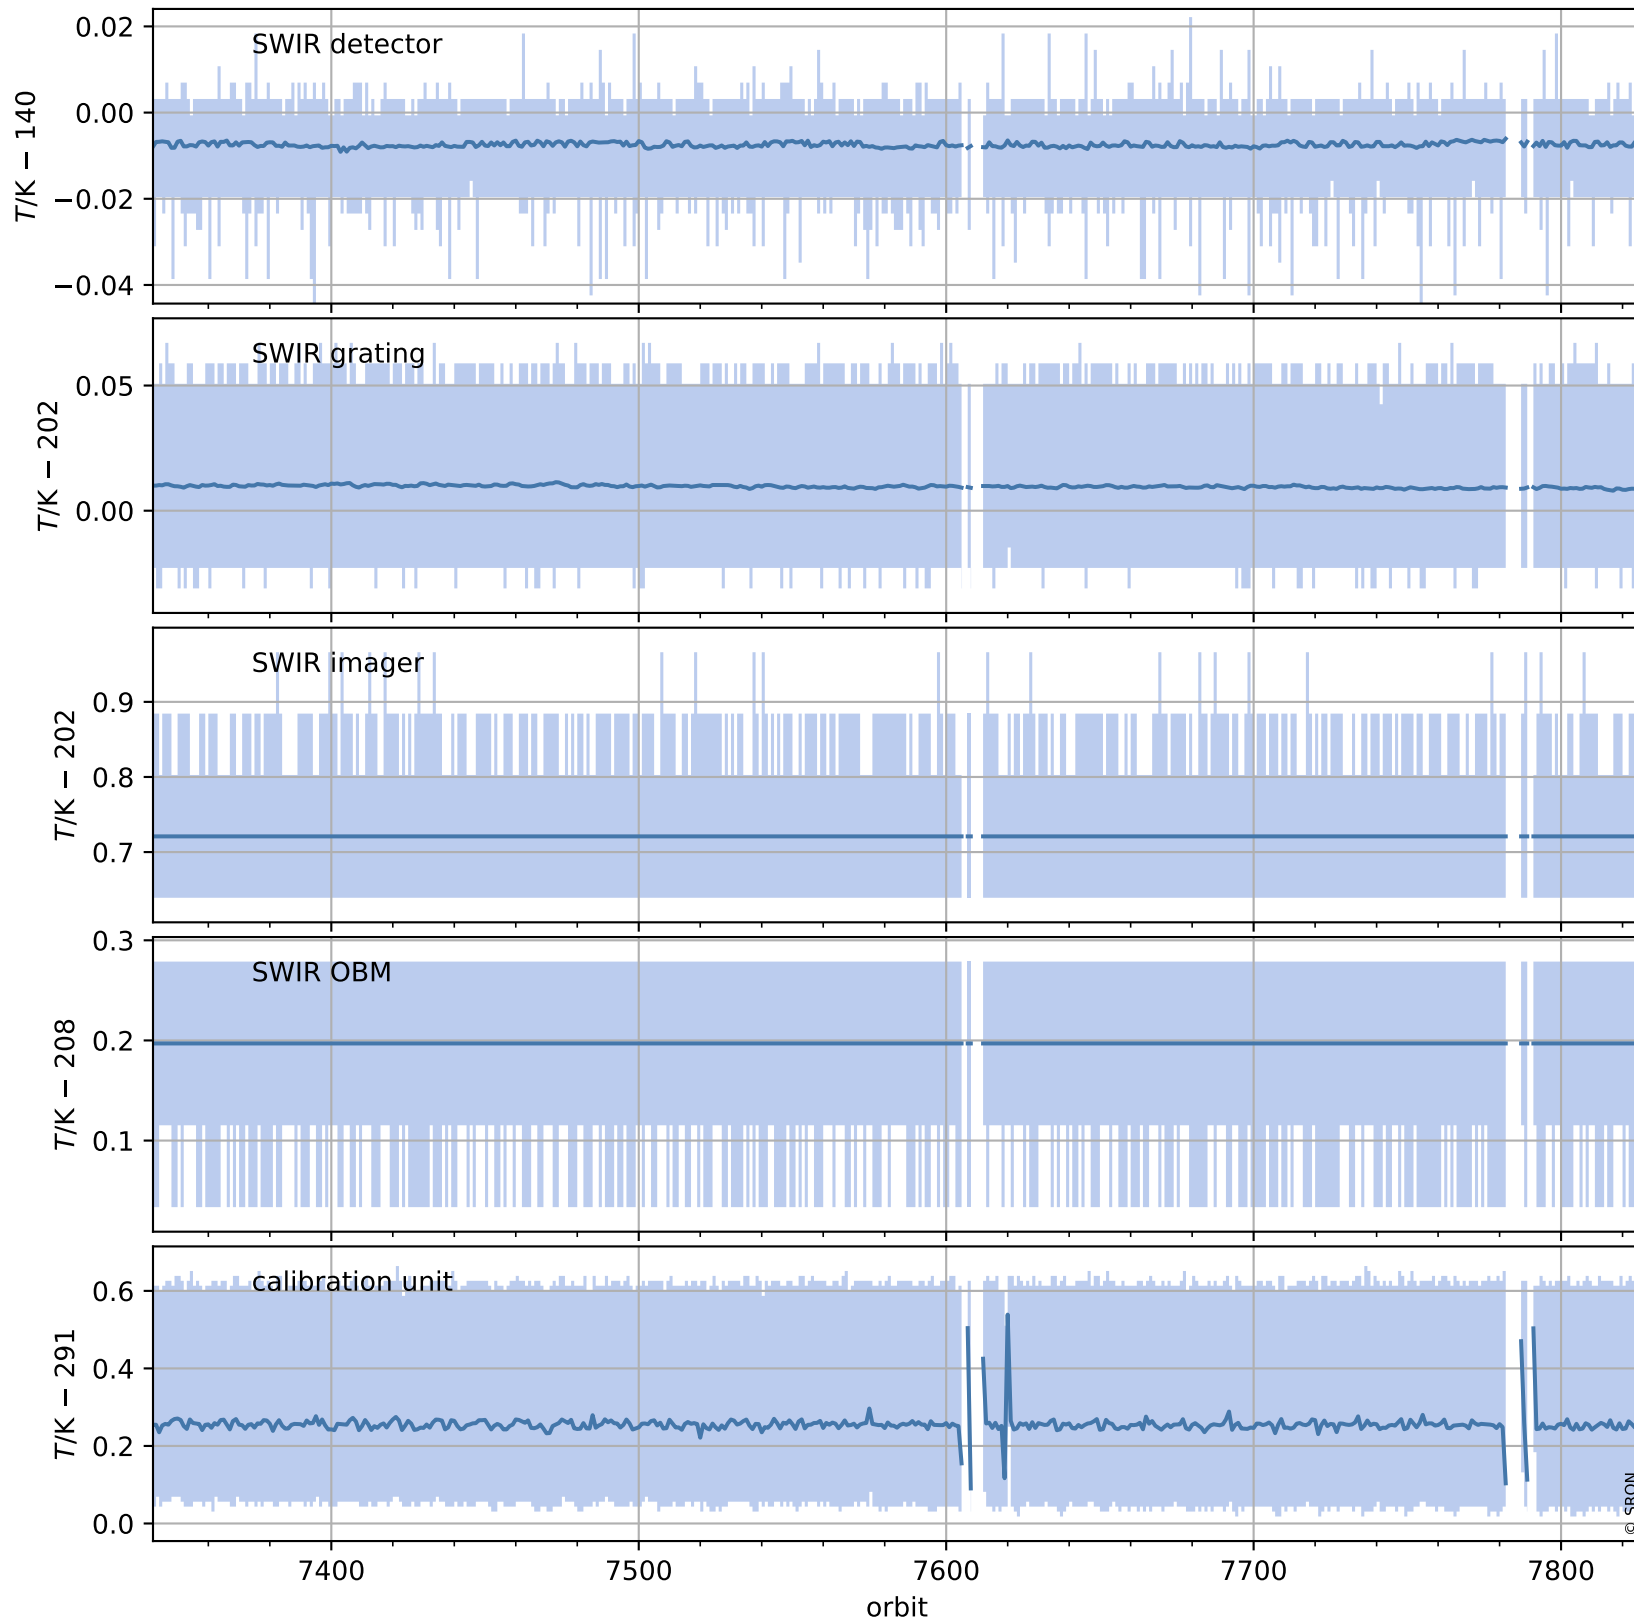 SWIR detector
0.02
0.00
−0.02
−0.04
T/K − 140
SWIR grating
0.05
0.00
T/K − 202
SWIR imager
0.9
0.8
0.7
T/K − 202
SWIR OBM
0.3
0.2
0.1
T/K − 208
calibration unit
0.6
0.4
0.2
0.0
T/K − 291
© SRON
7400 7500 7600 7700 7800
orbit